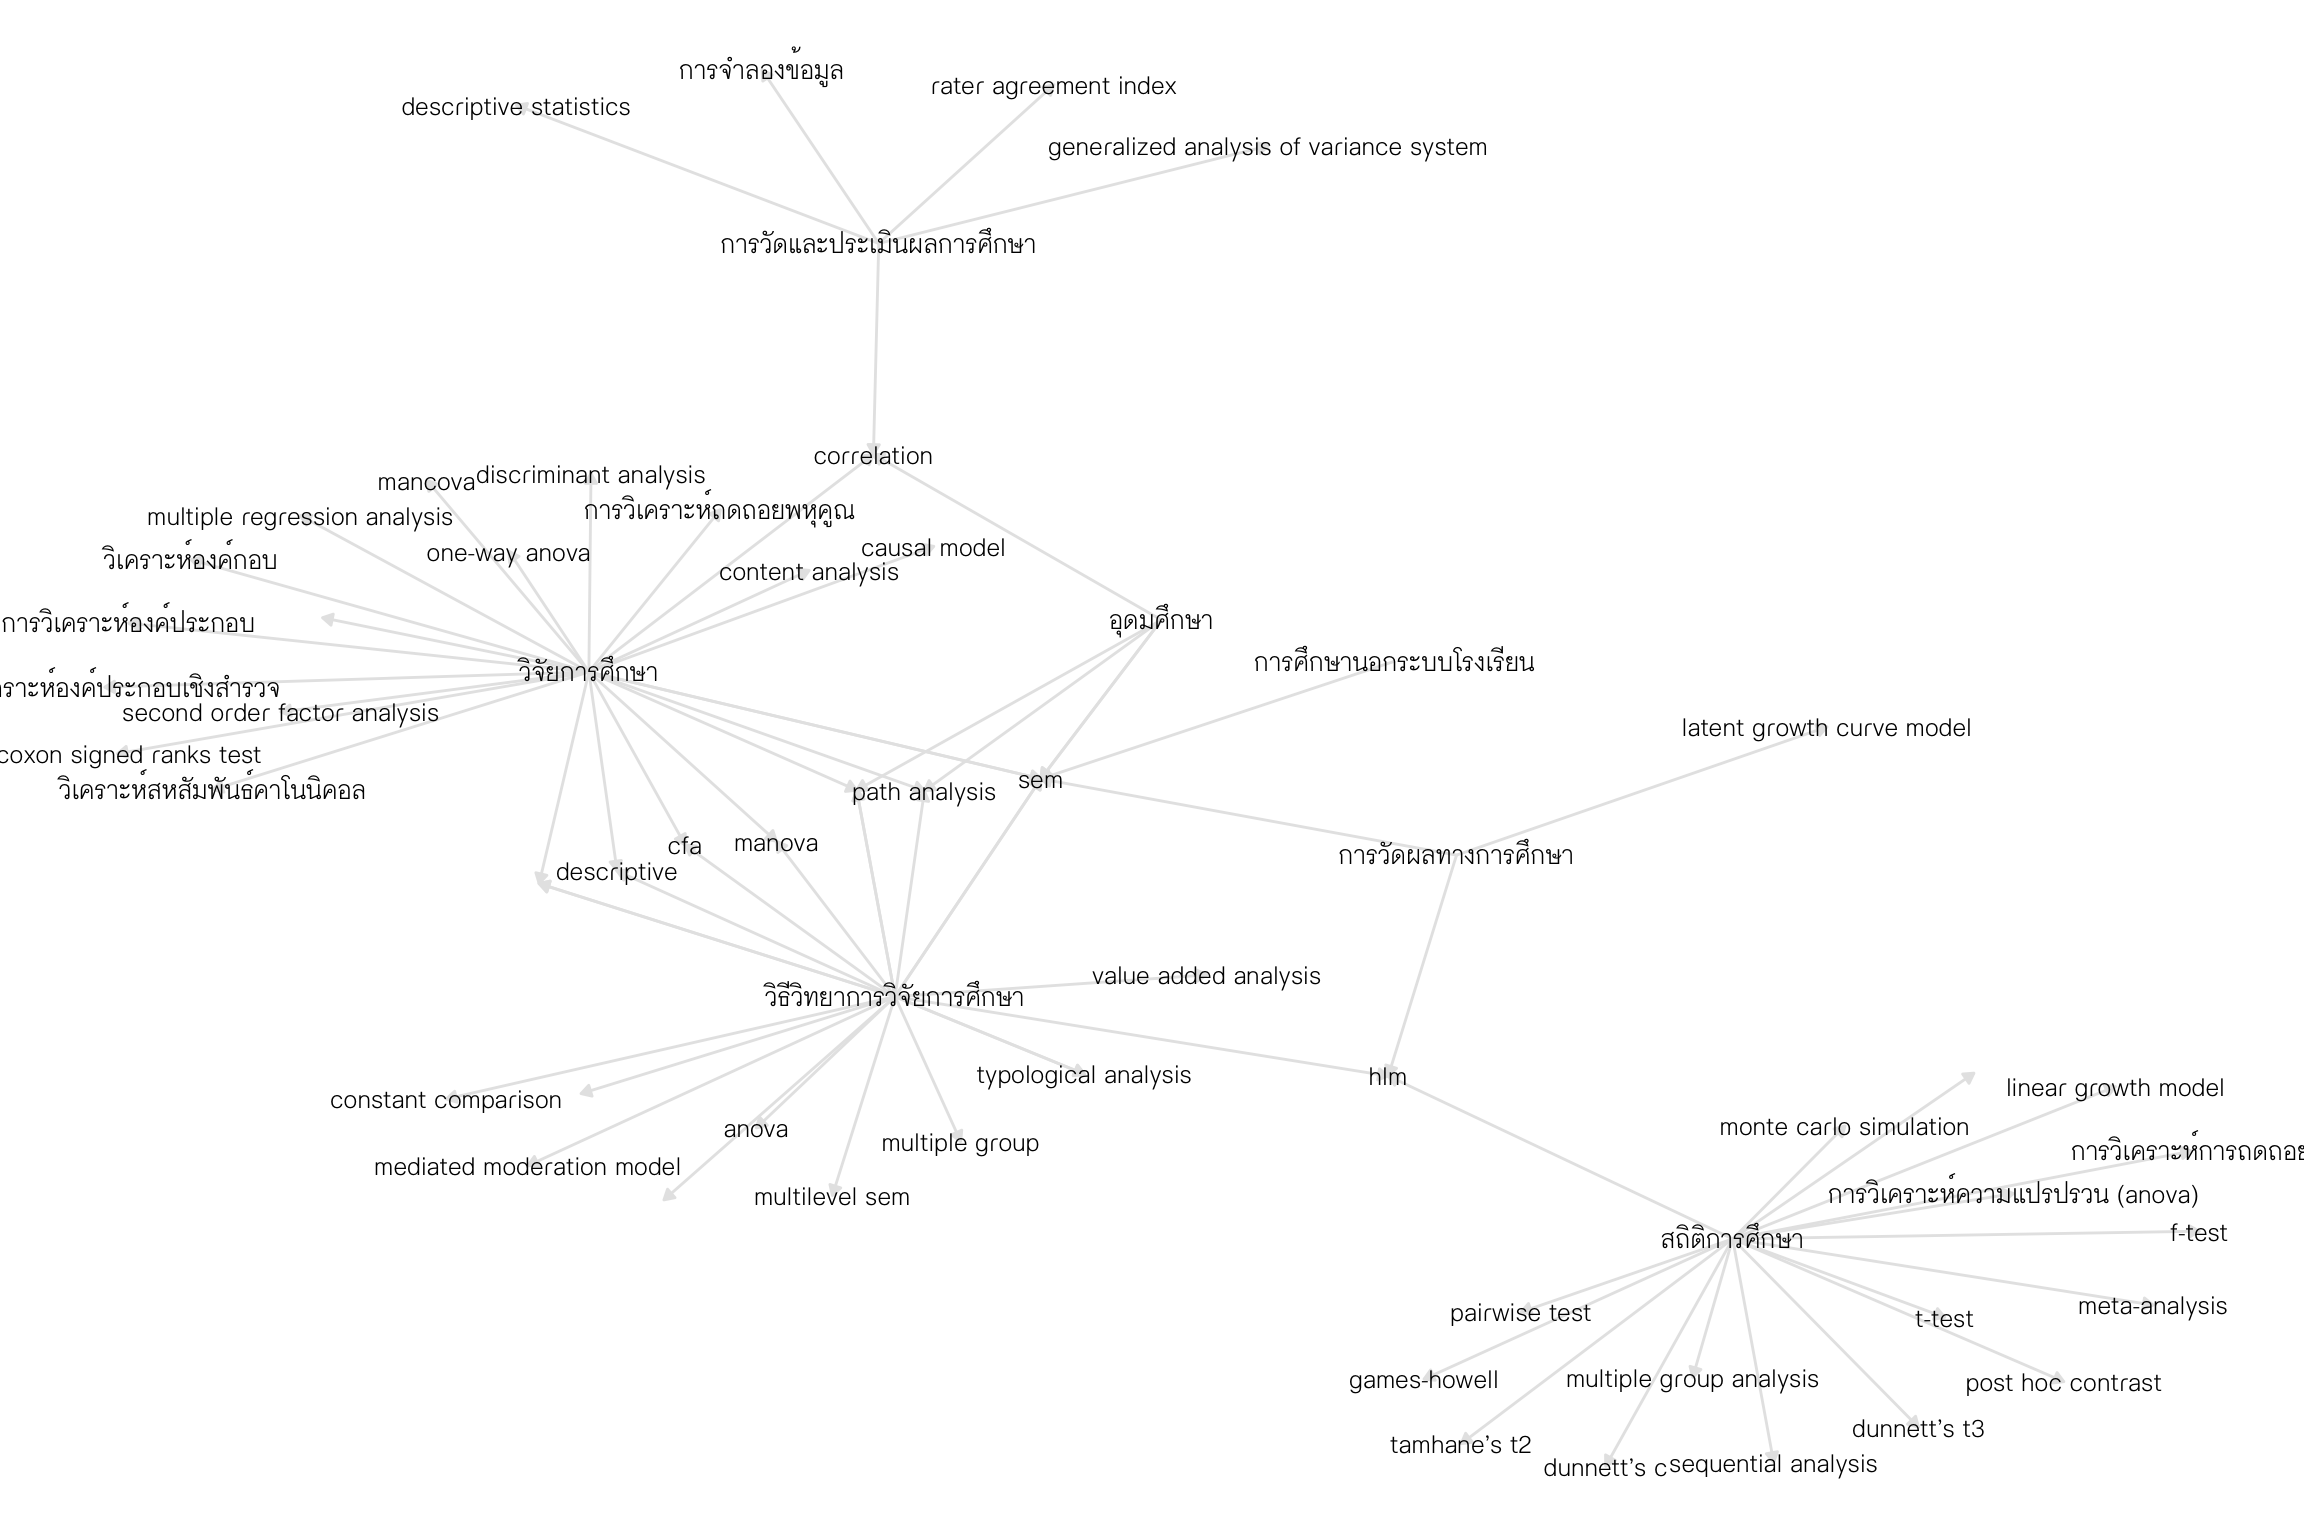 การจำลองข้อมูล
rater agreement index
descriptive statistics
generalized analysis of variance system
การวัดและประเมินผลการศึกษา
correlation
discriminant analysis
mancova
การวิเคราะห์ถดถอยพหุคูณ
multiple regression analysis
causal model
one-way anova
วิเคราะห์องค์กอบ
content analysis
อุดมศึกษา
การวิเคราะห์องค์ประกอบ
การศึกษานอกระบบโรงเรียน
วิจัยการศึกษา
ราะห์องค์ประกอบเชิงสำรวจ
second order factor analysis
latent growth curve model
coxon signed ranks test
sem
วิเคราะห์สหสัมพันธ์คาโนนิคอล
path analysis
manova
cfa
การวัดผลทางการศึกษา
descriptive
value added analysis
วิธีวิทยาการวิจัยการศึกษา
typological analysis
hlm
linear growth model
constant comparison
monte carlo simulation
anova
multiple group
การวิเคราะห์การถดถอย
mediated moderation model
การวิเคราะห์ความแปรปรวน (anova)
multilevel sem
f-test
สถิติการศึกษา
meta-analysis
pairwise test
t-test
games-howell
multiple group analysis
post hoc contrast
dunnett's t3
tamhane's t2
sequential analysis
dunnett's c